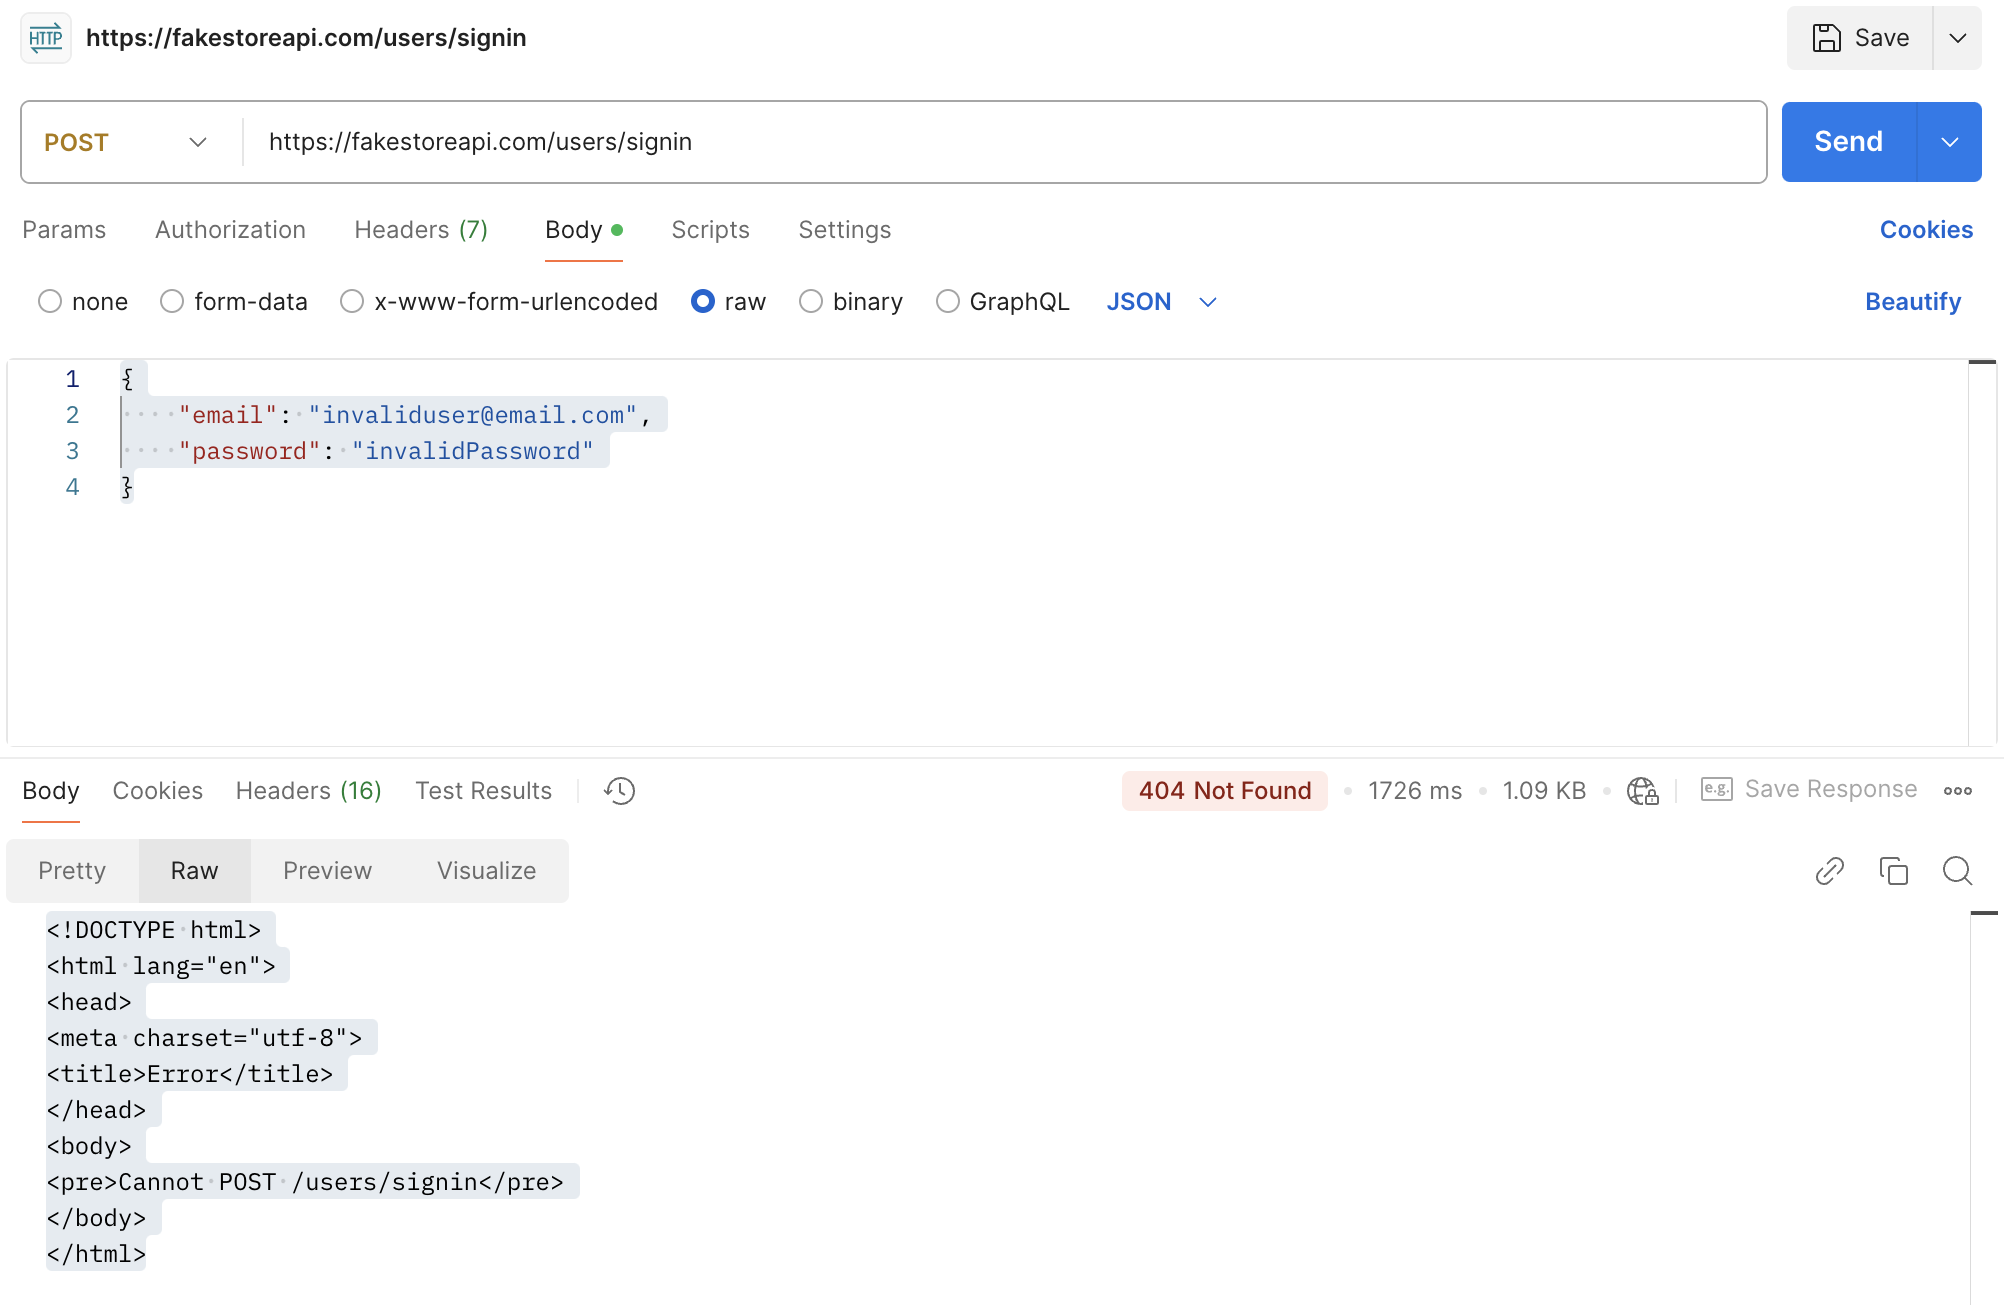 HTTP https://fakestoreapi.com/users/signin Save
POST https://fakestoreapi.com/users/signin Send
Params Authorization Headers (7) Body Scripts Settings Cookies
none form-data x-www-form-urlencoded raw binary GraphQL JSON Beautify
1 {
2 "email": "invaliduser@email.com",
3 "password": "invalidPassword"
4 }
Body Cookies Headers (16) Test Results 404 Not Found • 1726 ms • 1.09 KB • e.g. Save Response
Pretty Raw Preview Visualize
<!DOCTYPE html>
<html lang="en">
<head>
<meta charset="utf-8">
<title>Error</title>
</head>
<body>
<pre>Cannot POST /users/signin</pre>
</body>
</html>